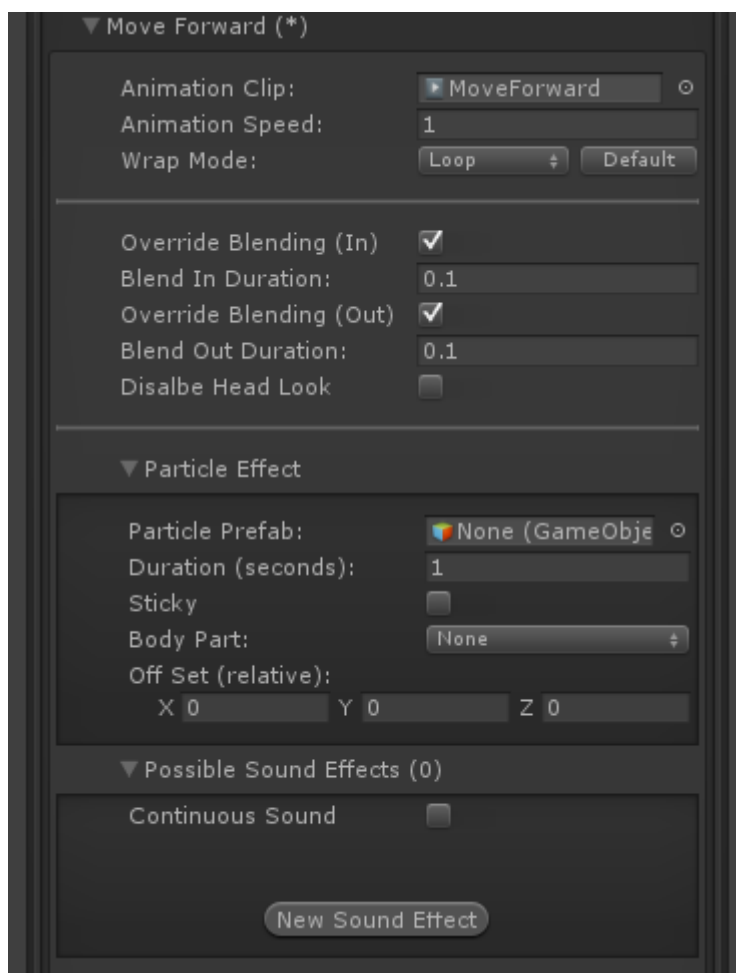 Move Forward (*)
Animation Clip: MoveForward
Animation Speed: 1
Wrap Mode: Loop Default
Override Blending (In)
Blend In Duration: 0.1
Override Blending (Out)
Blend Out Duration: 0.1
Disalbe Head Look
Particle Effect
Particle Prefab: None (GameObje
Duration (seconds): 1
Sticky
Body Part: None
Off Set (relative):
X 0 Y 0 Z 0
Possible Sound Effects (0)
Continuous Sound
New Sound Effect